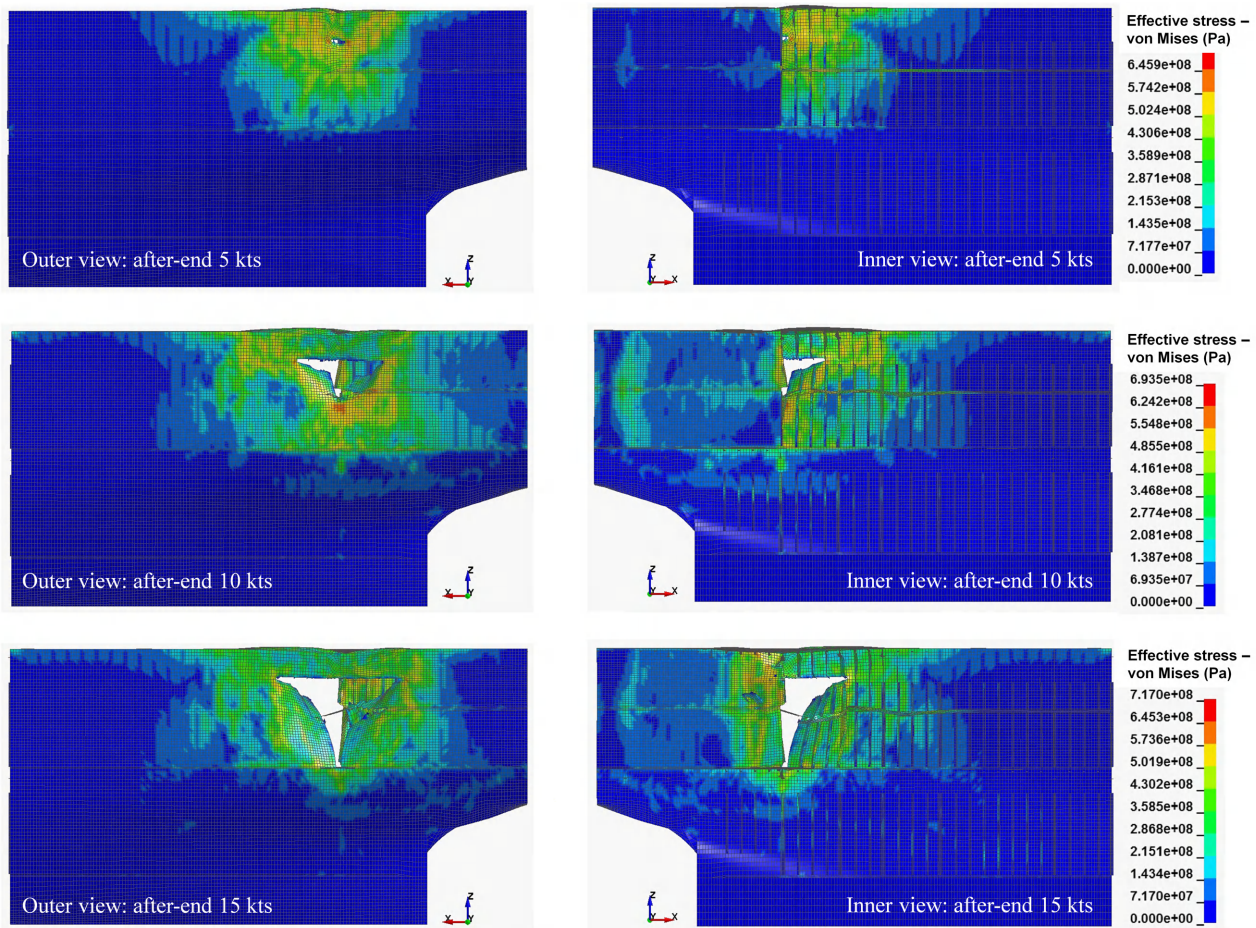 Effective stress –
von Mises (Pa)
6.459e+08
5.742e+08
5.024e+08
4.306e+08
3.589e+08
2.871e+08
2.153e+08
1.435e+08
7.177e+07
0.000e+00
Outer view: after-end 5 kts
Z
X
Y
Inner view: after-end 5 kts
Z
Y
X
Effective stress –
von Mises (Pa)
6.935e+08
6.242e+08
5.548e+08
4.855e+08
4.161e+08
3.468e+08
2.774e+08
2.081e+08
1.387e+08
6.935e+07
0.000e+00
Outer view: after-end 10 kts
Z
X
Y
Inner view: after-end 10 kts
Z
Y
X
Effective stress –
von Mises (Pa)
7.170e+08
6.453e+08
5.736e+08
5.019e+08
4.302e+08
3.585e+08
2.868e+08
2.151e+08
1.434e+08
7.170e+07
0.000e+00
Outer view: after-end 15 kts
Z
X
Y
Inner view: after-end 15 kts
Z
Y
X